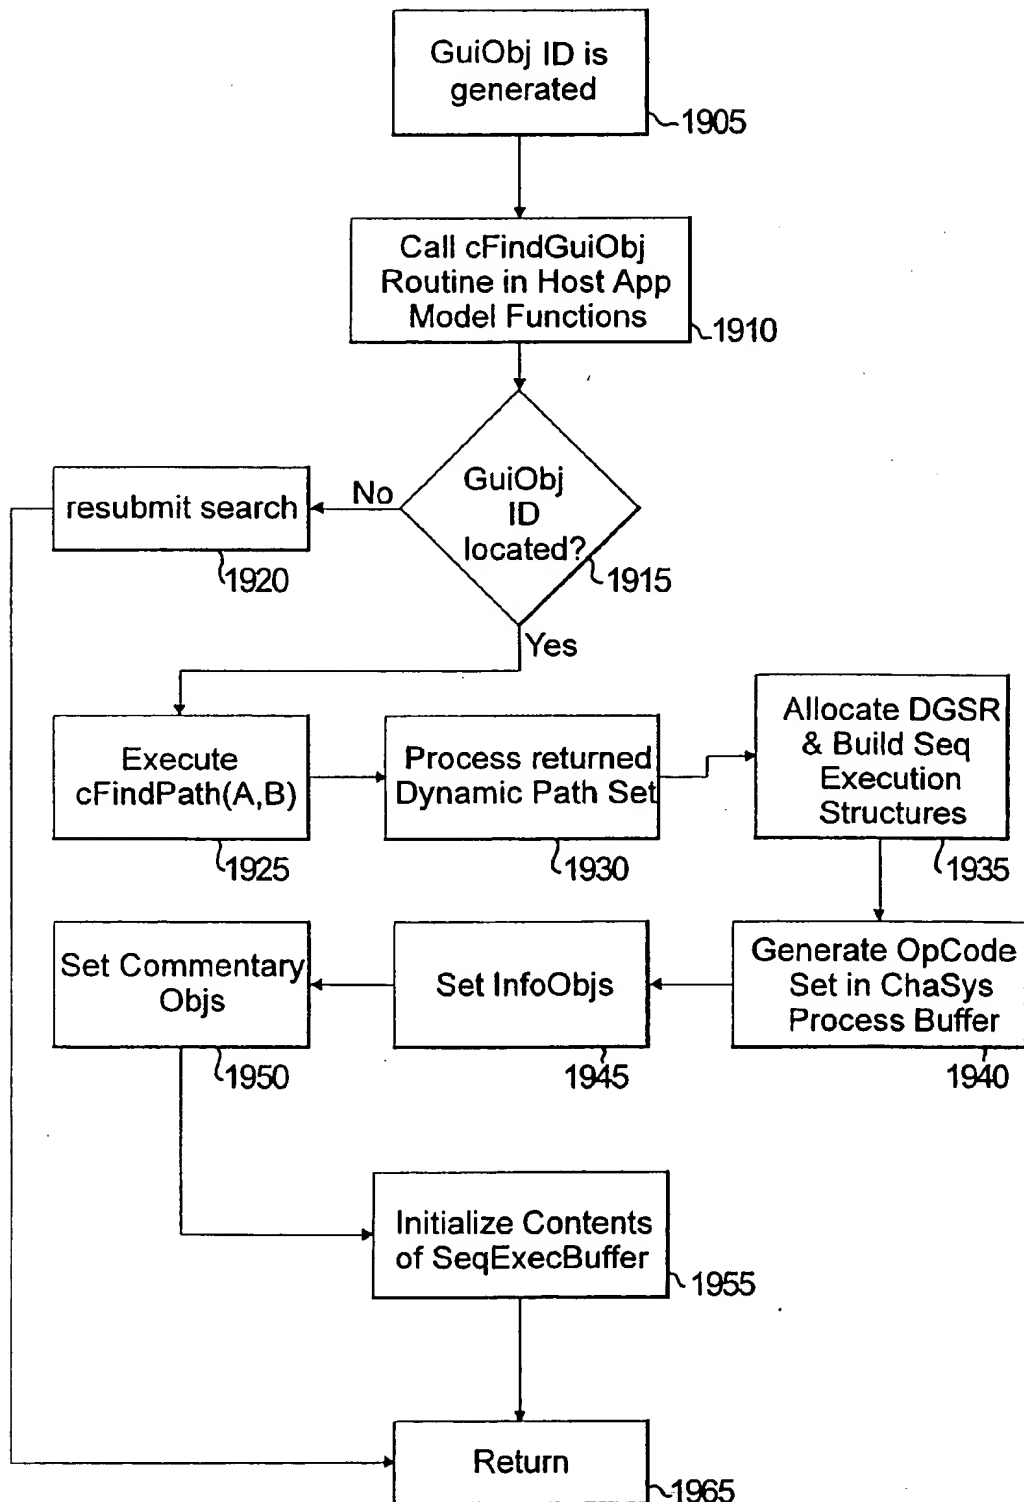 GuiObj ID is
generated
1905
Call cFindGuiObj
Routine in Host App
Model Functions
1910
GuiObj
ID
located?
1915
No
resubmit search
1920
Yes
Execute
cFindPath(A,B)
1925
Process returned
Dynamic Path Set
1930
Allocate DGSR
& Build Seq
Execution
Structures
1935
Generate OpCode
Set in ChaSys
Process Buffer
1940
Set InfoObjs
1945
Set Commentary
Objs
1950
Initialize Contents
of SeqExecBuffer
1955
Return
1965